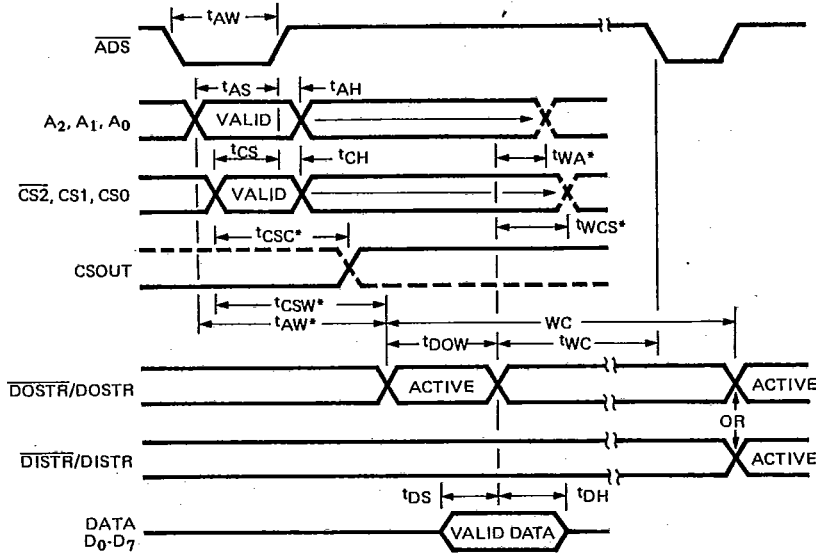 tAW
ADS
tAS
tAH
A2, A1, A0
VALID
tCS
tCH
tWA*
CS2, CS1, CS0
VALID
tCSC*
tWCS*
CSOUT
tCSW*
tAW*
WC
tDOW
tWC
DOSTR/DOSTR
ACTIVE
ACTIVE
OR
DISTR/DISTR
ACTIVE
tDS
tDH
DATA
D0-D7
VALID DATA